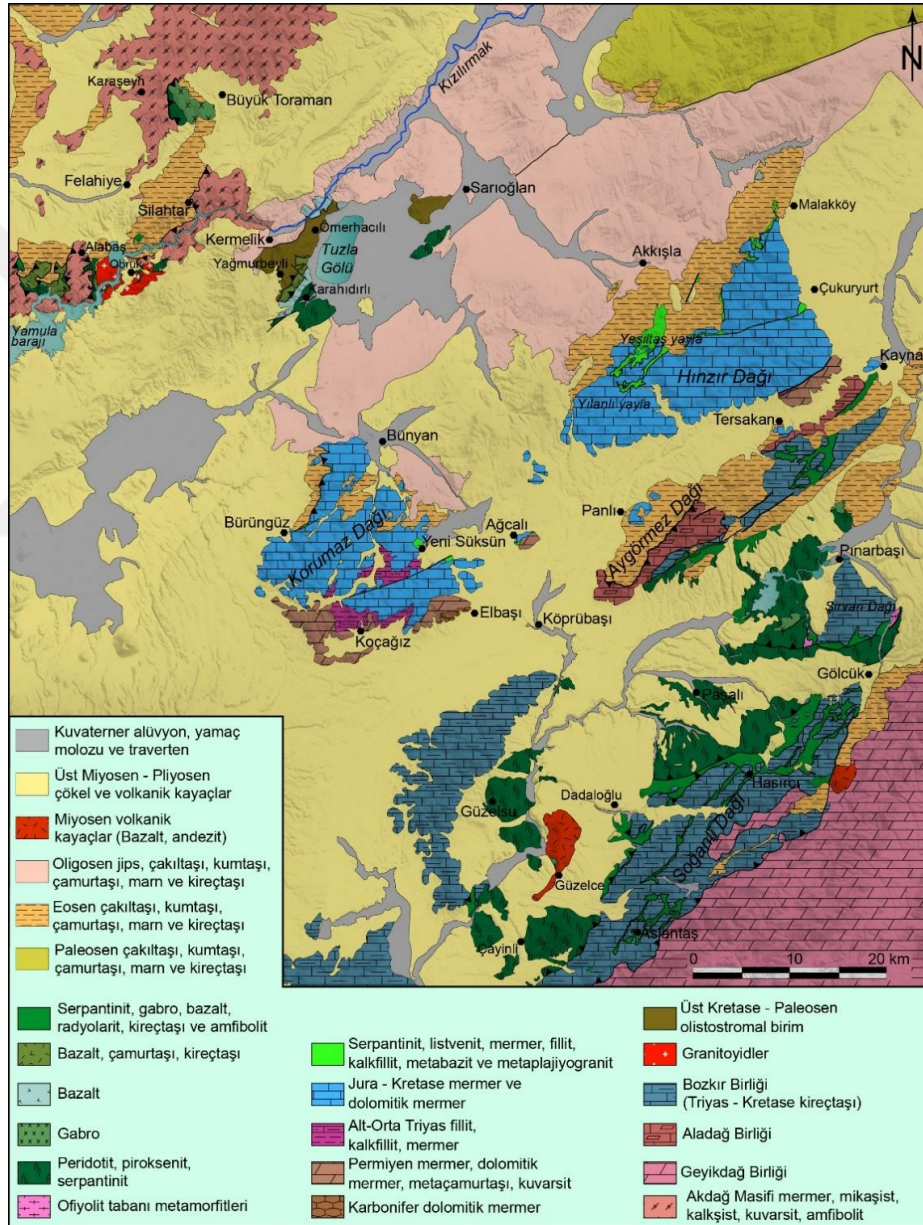 N
Karaşeyh
Büyük Toraman
Kızılırmak
Felahiye
Silahtar
Sarıoğlan
Malakköy
Kermelik
Ömerhacılı
Alabaş
Obruk
Yağmurbeyli
Tuzla
Gölü
Akkışla
Karahıdırlı
Çukuryurt
Yamula
barajı
Yeşiltaş yayla
Hınzır Dağı
Kayna
Yılanlı yayla
Tersakan
Bünyan
Panlı
Bürüngüz
Korumaz Dağı
Yeni Süksün
Ağcalı
Aygörmez Dağı
Pınarbaşı
Şirvan Dağı
Elbaşı
Köprübaşı
Koçağız
Gölcük
Paşalı
Hasırcı
Güzelsu
Dadaloğlu
Soğanlı Dağı
Güzelce
Çayinli
Aslantaş
0 10 20 km
Kuvaterner alüvyon, yamaç
molozu ve traverten
Üst Miyosen - Pliyosen
çökel ve volkanik kayaçlar
Miyosen volkanik
kayaçlar (Bazalt, andezit)
Oligosen jips, çakıltaşı, kumtaşı,
çamurtaşı, marn ve kireçtaşı
Eosen çakıltaşı, kumtaşı,
çamurtaşı, marn ve kireçtaşı
Paleosen çakıltaşı, kumtaşı,
çamurtaşı, marn ve kireçtaşı
Serpantinit, gabro, bazalt,
radyolarit, kireçtaşı ve amfibolit
Bazalt, çamurtaşı, kireçtaşı
Bazalt
Gabro
Peridotit, piroksenit,
serpantinit
Ofiyolit tabanı metamorfitleri
Serpantinit, listvenit, mermer, fillit,
kalkfillit, metabazit ve metaplajiyogranit
Jura - Kretase mermer ve
dolomitik mermer
Alt-Orta Triyas fillit,
kalkfillit, mermer
Permiyen mermer, dolomitik
mermer, metaçamurtaşı, kuvarsit
Karbonifer dolomitik mermer
Üst Kretase - Paleosen
olistostromal birim
Granitoyidler
Bozkır Birliği
(Triyas - Kretase kireçtaşı)
Aladağ Birliği
Geyikdağ Birliği
Akdağ Masifi mermer, mikaşist,
kalkşist, kuvarsit, amfibolit